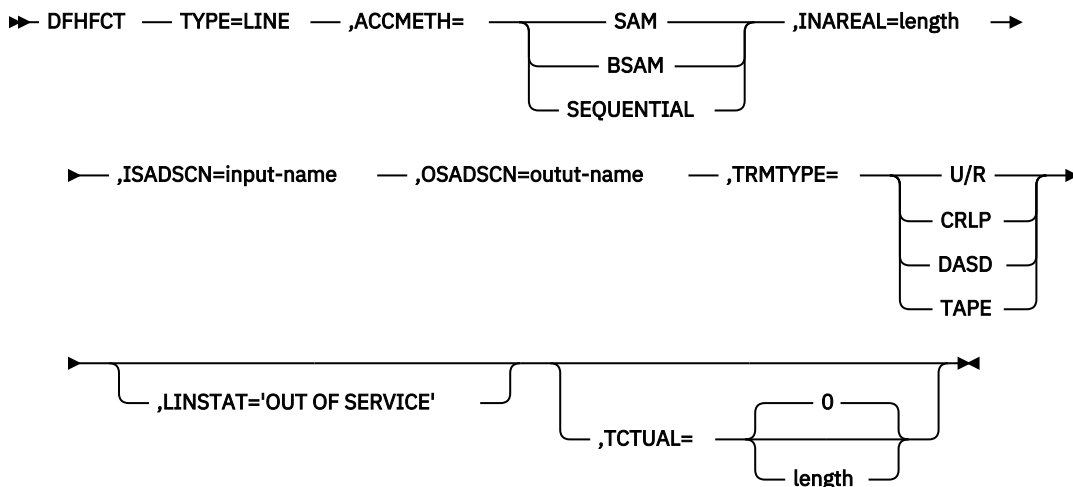 DFHFCT TYPE=LINE ,ACCMETH= SAM ,INAREAL=length
BSAM
SEQUENTIAL
,ISADSCN=input-name ,OSADSCN=outut-name ,TRMTYPE= U/R
CRLP
DASD
TAPE
,LINSTAT='OUT OF SERVICE'
0
,TCTUAL=
length